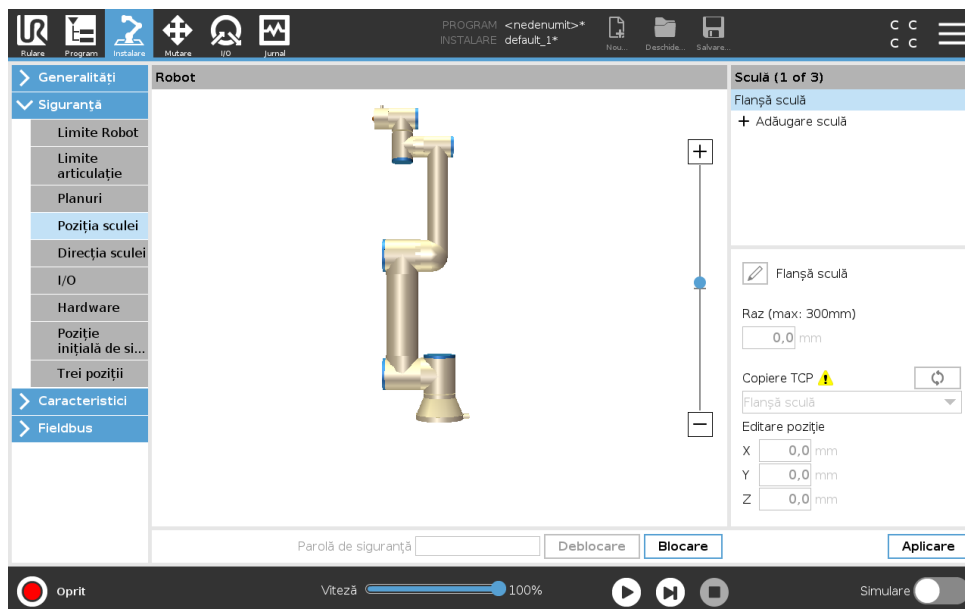 UR
Rulare
Program
Instalare
Mutare
I/O
Jurnal
PROGRAM <nedenumit>*
INSTALARE default_1*
Nou...
Deschide...
Salvare...
C C
C C
Generalități
Siguranță
Limite Robot
Limite
articulație
Planuri
Poziția sculei
Direcția sculei
I/O
Hardware
Poziție
inițială de si...
Trei poziții
Caracteristici
Fieldbus
Robot
Sculă (1 of 3)
Flanșă sculă
+ Adăugare sculă
Flanșă sculă
Raz (max: 300mm)
0,0 mm
Copiere TCP
Flanșă sculă
Editare poziție
X 0,0 mm
Y 0,0 mm
Z 0,0 mm
Parolă de siguranță
Deblocare
Blocare
Aplicare
Oprit
Viteză
100%
Simulare